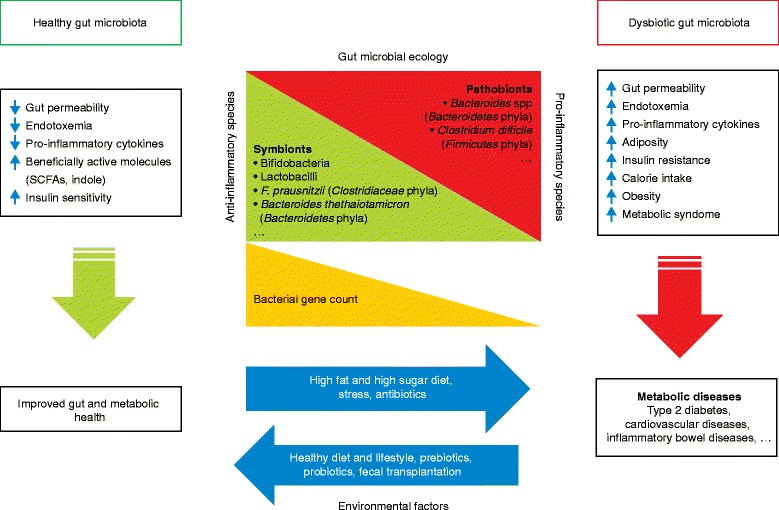 Healthy gut microbiota
Dysbiotic gut microbiota
Gut microbial ecology
Gut permeability
Endotoxemia
Pro-inflammatory cytokines
Beneficially active molecules
(SCFAs, indole)
Insulin sensitivity
Anti-inflammatory species
Pathobionts
• Bacteroides spp
(Bacteroidetes phyla)
• Clostridium difficile
(Firmicutes phyla)
...
Symbionts
• Bifidobacteria
• Lactobacilli
• F. prausnitzii (Clostridiaceae phyla)
• Bacteroides thethaiotamicron
(Bacteroidetes phyla)
...
Pro-inflammatory species
Gut permeability
Endotoxemia
Pro-inflammatory cytokines
Adiposity
Insulin resistance
Calorie intake
Obesity
Metabolic syndome
Bacterial gene count
Improved gut and metabolic
health
High fat and high sugar diet,
stress, antibiotics
Healthy diet and lifestyle, prebiotics,
probiotics, fecal transplantation
Environmental factors
Metabolic diseases
Type 2 diabetes,
cardiovascular diseases,
inflammatory bowel diseases, ...